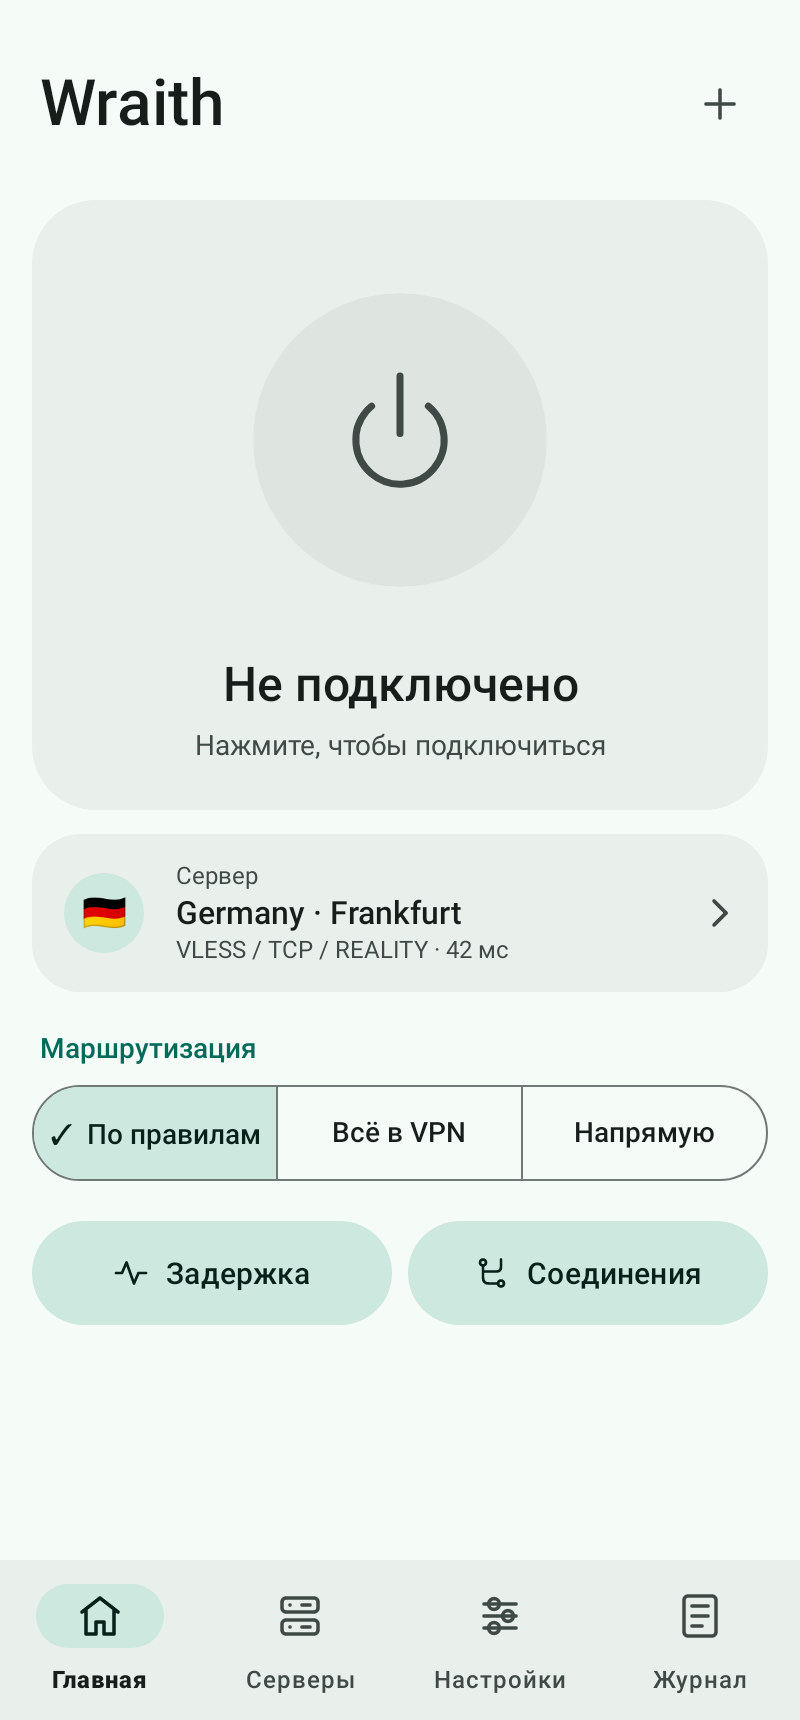 Wraith
Не подключено
Нажмите, чтобы подключиться
Сервер
Germany · Frankfurt
VLESS / TCP / REALITY · 42 мс
Маршрутизация
✓ По правилам
Всё в VPN
Напрямую
Задержка
Соединения
Главная
Серверы
Настройки
Журнал